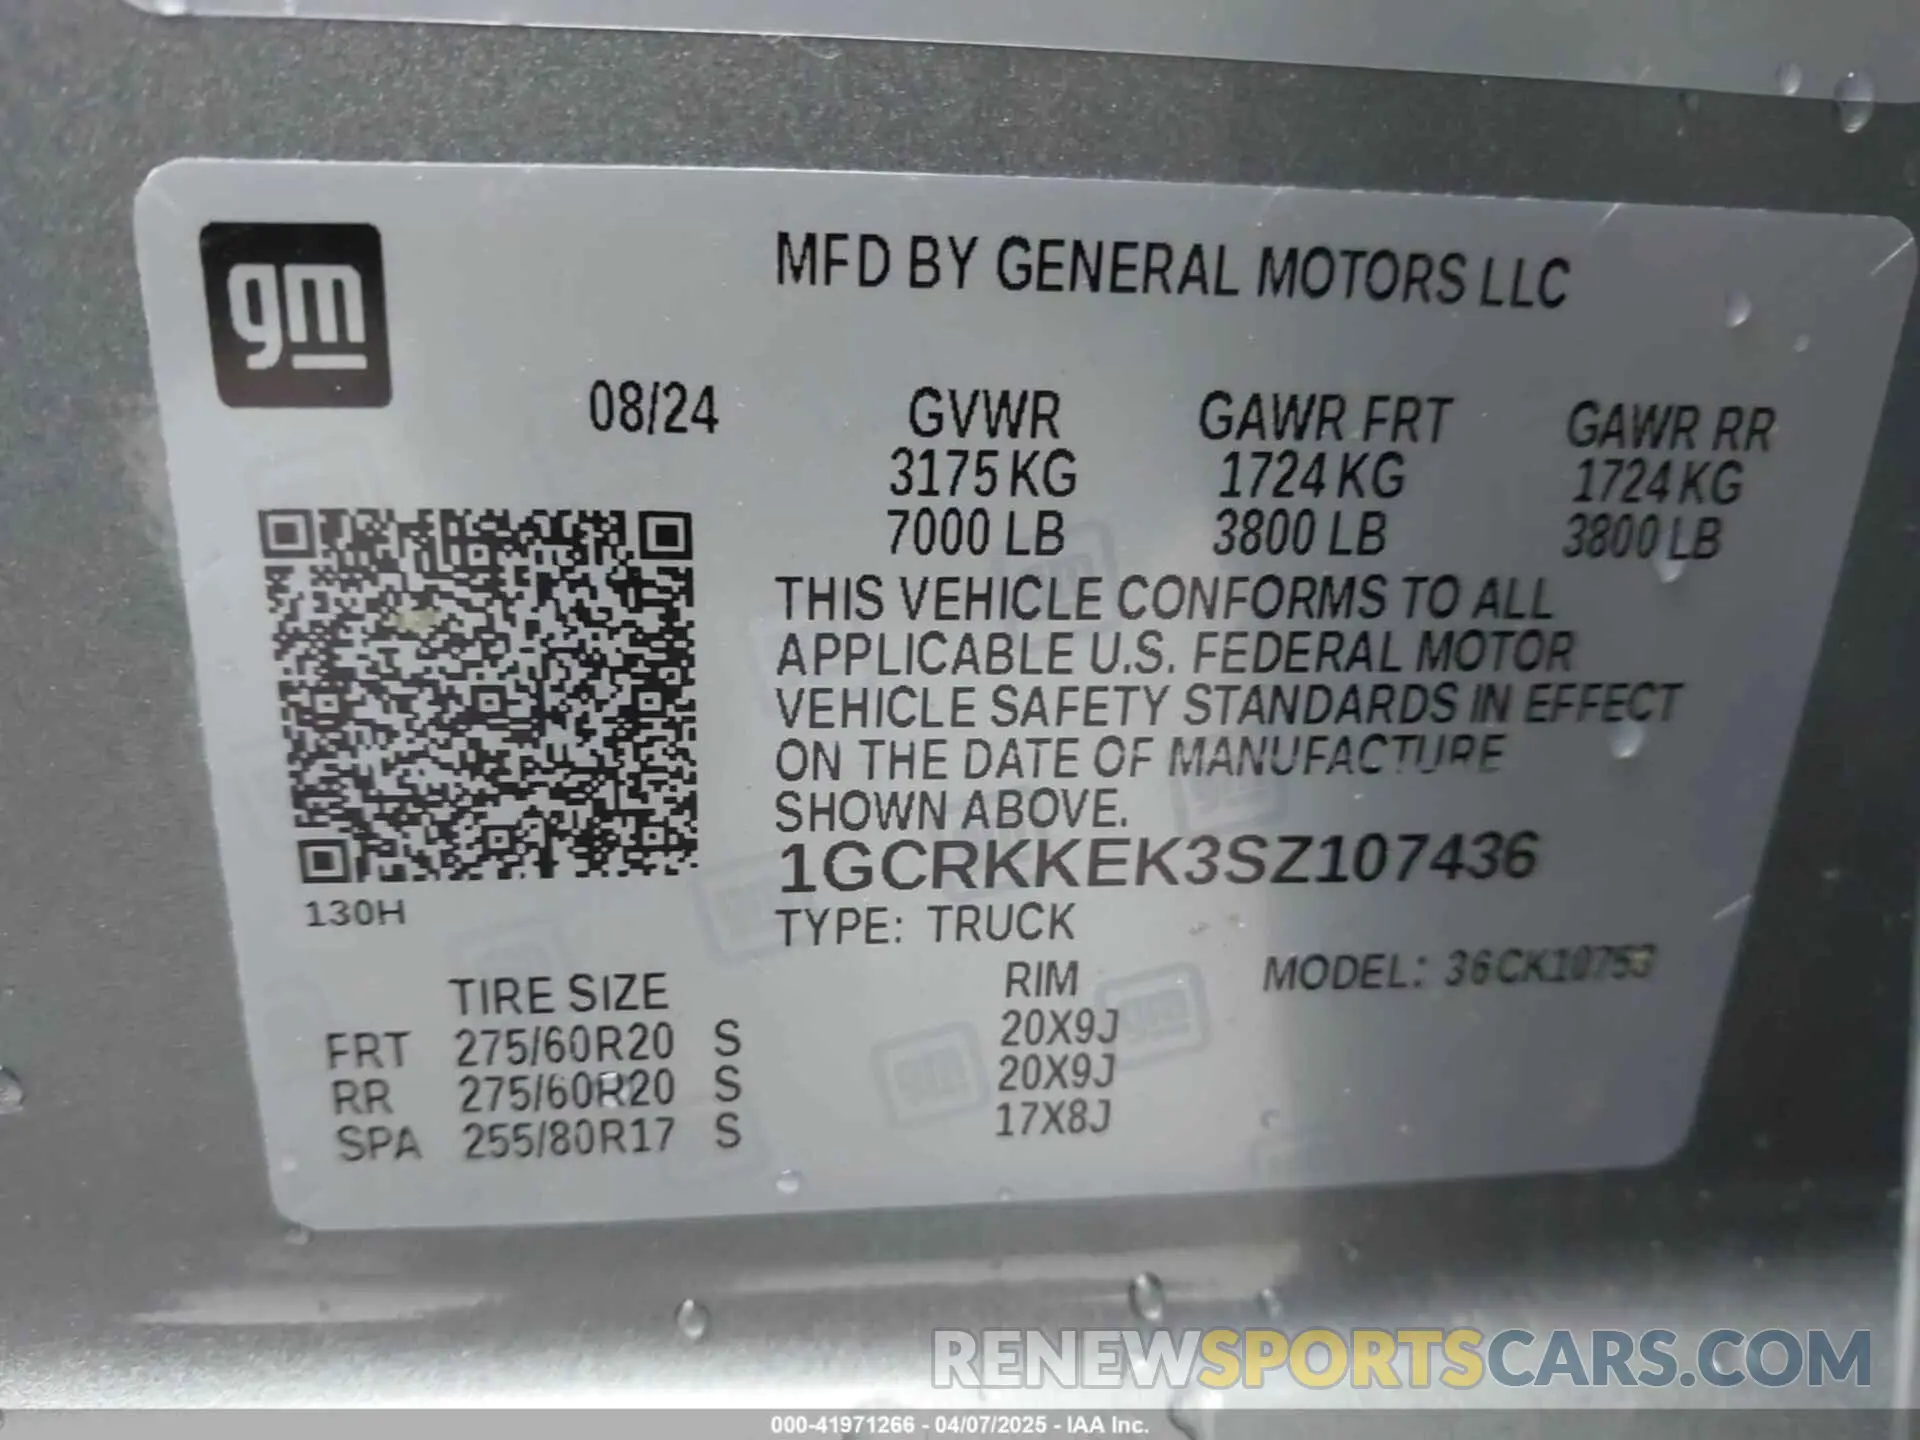 gm
MFD BY GENERAL MOTORS LLC
08/24 GVWR GAWR FRT GAWR RR
3175 KG 1724 KG 1724 KG
7000 LB 3800 LB 3800 LB
THIS VEHICLE CONFORMS TO ALL
APPLICABLE U.S. FEDERAL MOTOR
VEHICLE SAFETY STANDARDS IN EFFECT
ON THE DATE OF MANUFACTURE
SHOWN ABOVE.
1GCRKKEK3SZ107436
130H
TYPE: TRUCK
TIRE SIZE RIM MODEL: 36CK10753
FRT 275/60R20 S 20X9J
RR 275/60R20 S 20X9J
SPA 255/80R17 S 17X8J
RENEWSPORTSCARS.COM
000-41971266 - 04/07/2025 - IAA Inc.